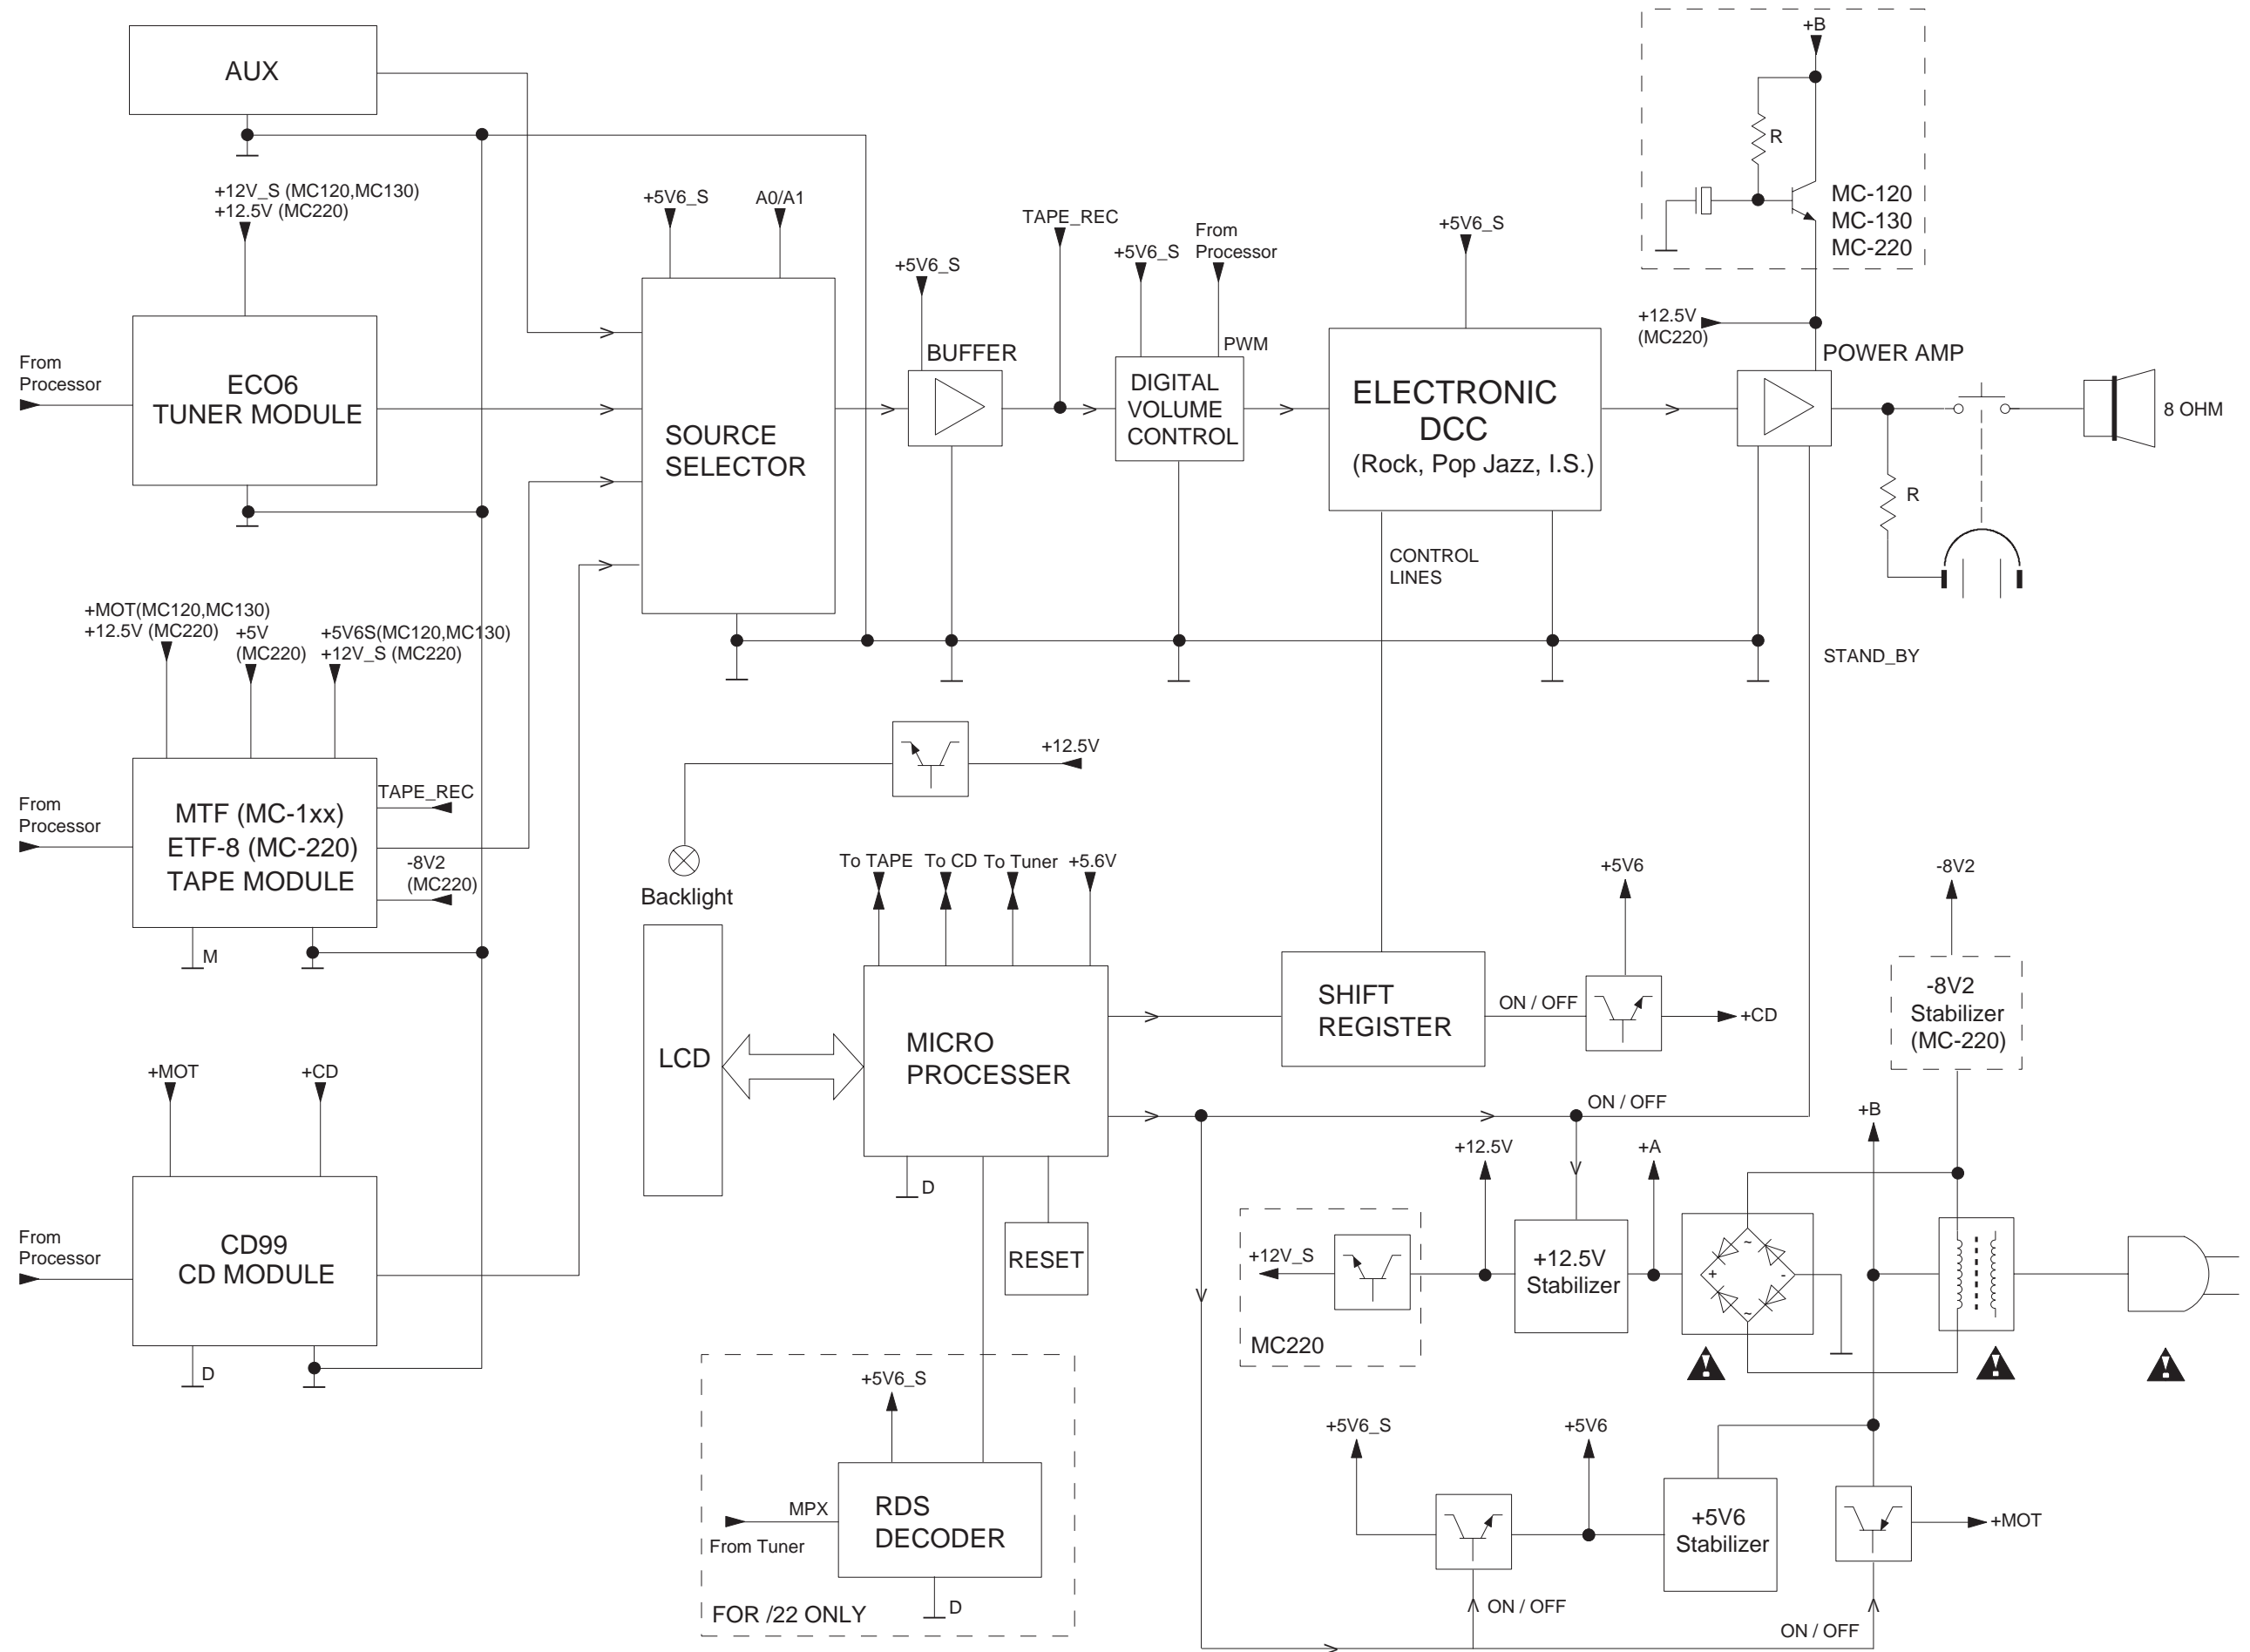 AUX
+12V_S (MC120,MC130)
+12.5V (MC220)
From
Processor
ECO6
TUNER MODULE
+MOT(MC120,MC130)
+12.5V (MC220)
+5V
(MC220)
+5V6S(MC120,MC130)
+12V_S (MC220)
From
Processor
MTF (MC-1xx)
ETF-8 (MC-220)
TAPE MODULE
TAPE_REC
-8V2
(MC220)
M
+MOT
+CD
From
Processor
CD99
CD MODULE
D
+5V6_S
A0/A1
SOURCE
SELECTOR
+5V6_S
BUFFER
TAPE_REC
+5V6_S
From
Processor
PWM
DIGITAL
VOLUME
CONTROL
+5V6_S
ELECTRONIC
DCC
(Rock, Pop Jazz, I.S.)
CONTROL
LINES
+B
R
MC-120
MC-130
MC-220
+12.5V
(MC220)
POWER AMP
8 OHM
R
STAND_BY
+12.5V
Backlight
LCD
To TAPE
To CD
To Tuner
+5.6V
MICRO
PROCESSER
D
RESET
SHIFT
REGISTER
ON / OFF
+5V6
+CD
-8V2
-8V2
Stabilizer
(MC-220)
ON / OFF
+B
+12.5V
+A
+12V_S
MC220
+12.5V
Stabilizer
~
+
-
~
+5V6_S
MPX
From Tuner
RDS
DECODER
D
FOR /22 ONLY
+5V6_S
+5V6
+5V6
Stabilizer
+MOT
ON / OFF
ON / OFF